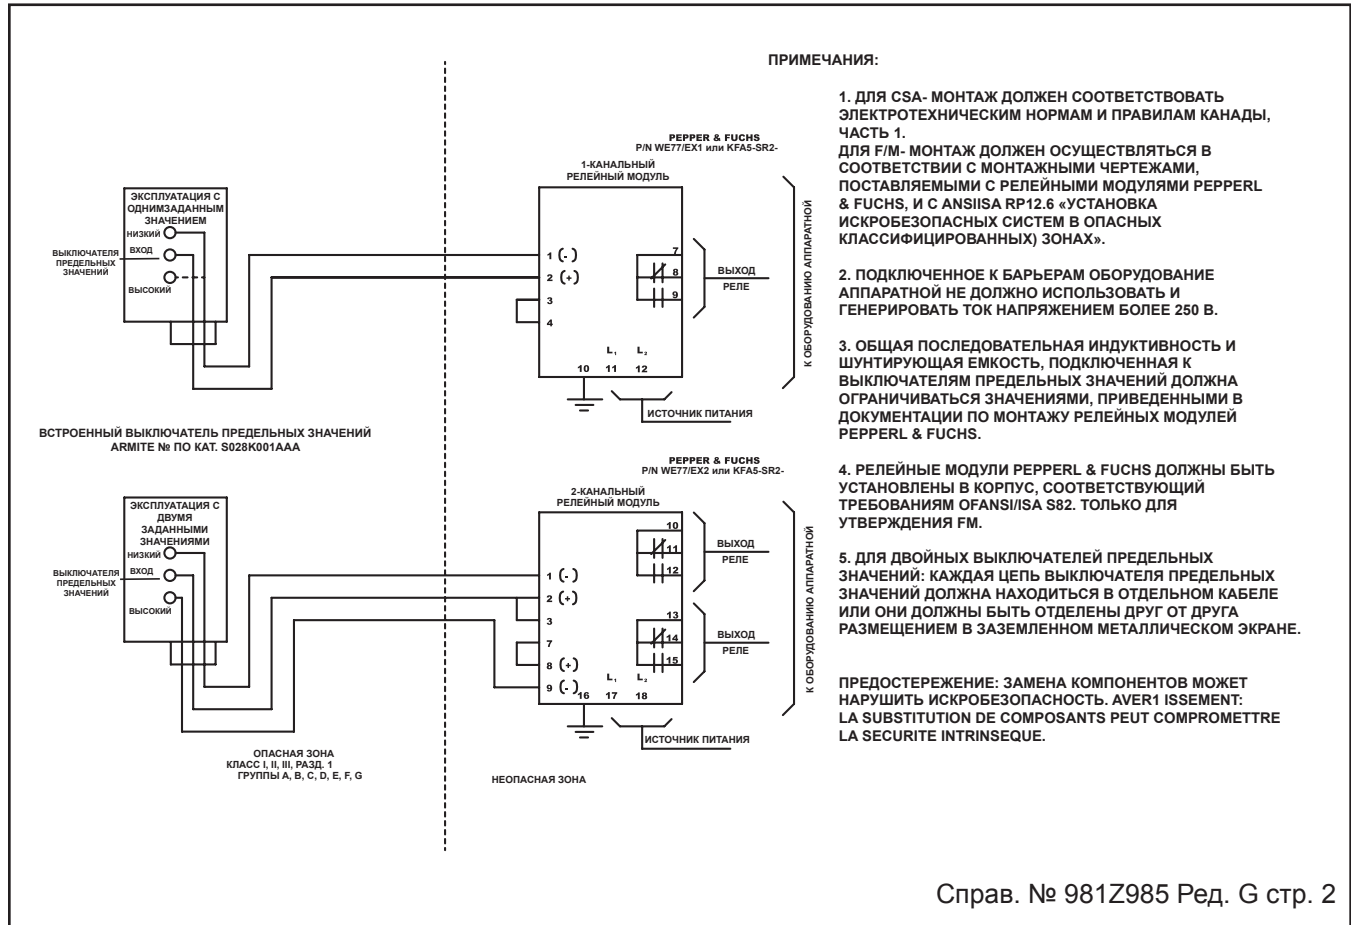 ПРИМЕЧАНИЯ:
1. ДЛЯ CSA- МОНТАЖ ДОЛЖЕН СООТВЕТСТВОВАТЬ
ЭЛЕКТРОТЕХНИЧЕСКИМ НОРМАМ И ПРАВИЛАМ КАНАДЫ,
ЧАСТЬ 1.
ДЛЯ F/M- МОНТАЖ ДОЛЖЕН ОСУЩЕСТВЛЯТЬСЯ В
СООТВЕТСТВИИ С МОНТАЖНЫМИ ЧЕРТЕЖАМИ,
ПОСТАВЛЯЕМЫМИ С РЕЛЕЙНЫМИ МОДУЛЯМИ PEPPERL
& FUCHS, И С ANSIISA RP12.6 «УСТАНОВКА
ИСКРОБЕЗОПАСНЫХ СИСТЕМ В ОПАСНЫХ
КЛАССИФИЦИРОВАННЫХ) ЗОНАХ».
2. ПОДКЛЮЧЕННОЕ К БАРЬЕРАМ ОБОРУДОВАНИЕ
АППАРАТНОЙ НЕ ДОЛЖНО ИСПОЛЬЗОВАТЬ И
ГЕНЕРИРОВАТЬ ТОК НАПРЯЖЕНИЕМ БОЛЕЕ 250 В.
3. ОБЩАЯ ПОСЛЕДОВАТЕЛЬНАЯ ИНДУКТИВНОСТЬ И
ШУНТИРУЮЩАЯ ЕМКОСТЬ, ПОДКЛЮЧЕННАЯ К
ВЫКЛЮЧАТЕЛЯМ ПРЕДЕЛЬНЫХ ЗНАЧЕНИЙ ДОЛЖНА
ОГРАНИЧИВАТЬСЯ ЗНАЧЕНИЯМИ, ПРИВЕДЕННЫМИ В
ДОКУМЕНТАЦИИ ПО МОНТАЖУ РЕЛЕЙНЫХ МОДУЛЕЙ
PEPPERL & FUCHS.
4. РЕЛЕЙНЫЕ МОДУЛИ PEPPERL & FUCHS ДОЛЖНЫ БЫТЬ
УСТАНОВЛЕНЫ В КОРПУС, СООТВЕТСТВУЮЩИЙ
ТРЕБОВАНИЯМ OFANSI/ISA S82. ТОЛЬКО ДЛЯ
УТВЕРЖДЕНИЯ FM.
5. ДЛЯ ДВОЙНЫХ ВЫКЛЮЧАТЕЛЕЙ ПРЕДЕЛЬНЫХ
ЗНАЧЕНИЙ: КАЖДАЯ ЦЕПЬ ВЫКЛЮЧАТЕЛЯ ПРЕДЕЛЬНЫХ
ЗНАЧЕНИЙ ДОЛЖНА НАХОДИТЬСЯ В ОТДЕЛЬНОМ КАБЕЛЕ
ИЛИ ОНИ ДОЛЖНЫ БЫТЬ ОТДЕЛЕНЫ ДРУГ ОТ ДРУГА
РАЗМЕЩЕНИЕМ В ЗАЗЕМЛЕННОМ МЕТАЛЛИЧЕСКОМ ЭКРАНЕ.
ПРЕДОСТЕРЕЖЕНИЕ: ЗАМЕНА КОМПОНЕНТОВ МОЖЕТ
НАРУШИТЬ ИСКРОБЕЗОПАСНОСТЬ. AVER1 ISSEMENT:
LA SUBSTITUTION DE COMPOSANTS PEUT COMPROMETTRE
LA SECURITE INTRINSEQUE.
PEPPER & FUCHS
P/N WE77/EX1 или KFA5-SR2-
1-КАНАЛЬНЫЙ
РЕЛЕЙНЫЙ МОДУЛЬ
ЭКСПЛУАТАЦИЯ С
ОДНИМЗАДАННЫМ
ЗНАЧЕНИЕМ
НИЗКИЙ
ВХОД
ВЫКЛЮЧАТЕЛЯ
ПРЕДЕЛЬНЫХ
ЗНАЧЕНИЙ
ВЫСОКИЙ
1 (-)
2 (+)
3
4
7
8
9
ВЫХОД
РЕЛЕ
L1 L2
10 11 12
ИСТОЧНИК ПИТАНИЯ
К ОБОРУДОВАНИЮ АППАРАТНОЙ
ВСТРОЕННЫЙ ВЫКЛЮЧАТЕЛЬ ПРЕДЕЛЬНЫХ ЗНАЧЕНИЙ
ARMITE № ПО КАТ. S028K001AAA
PEPPER & FUCHS
P/N WE77/EX2 или KFA5-SR2-
2-КАНАЛЬНЫЙ
РЕЛЕЙНЫЙ МОДУЛЬ
ЭКСПЛУАТАЦИЯ С
ДВУМЯ
ЗАДАННЫМИ
ЗНАЧЕНИЯМИ
НИЗКИЙ
ВХОД
ВЫКЛЮЧАТЕЛЯ
ПРЕДЕЛЬНЫХ
ЗНАЧЕНИЙ
ВЫСОКИЙ
1 (-)
2 (+)
3
7
8 (+)
9 (-)
10
11
12
ВЫХОД
РЕЛЕ
13
14
15
ВЫХОД
РЕЛЕ
L1 L2
16 17 18
ИСТОЧНИК ПИТАНИЯ
К ОБОРУДОВАНИЮ АППАРАТНОЙ
ОПАСНАЯ ЗОНА
КЛАСС I, II, III, РАЗД. 1
ГРУППЫ A, B, C, D, E, F, G
НЕОПАСНАЯ ЗОНА
Справ. № 981Z985 Ред. G стр. 2